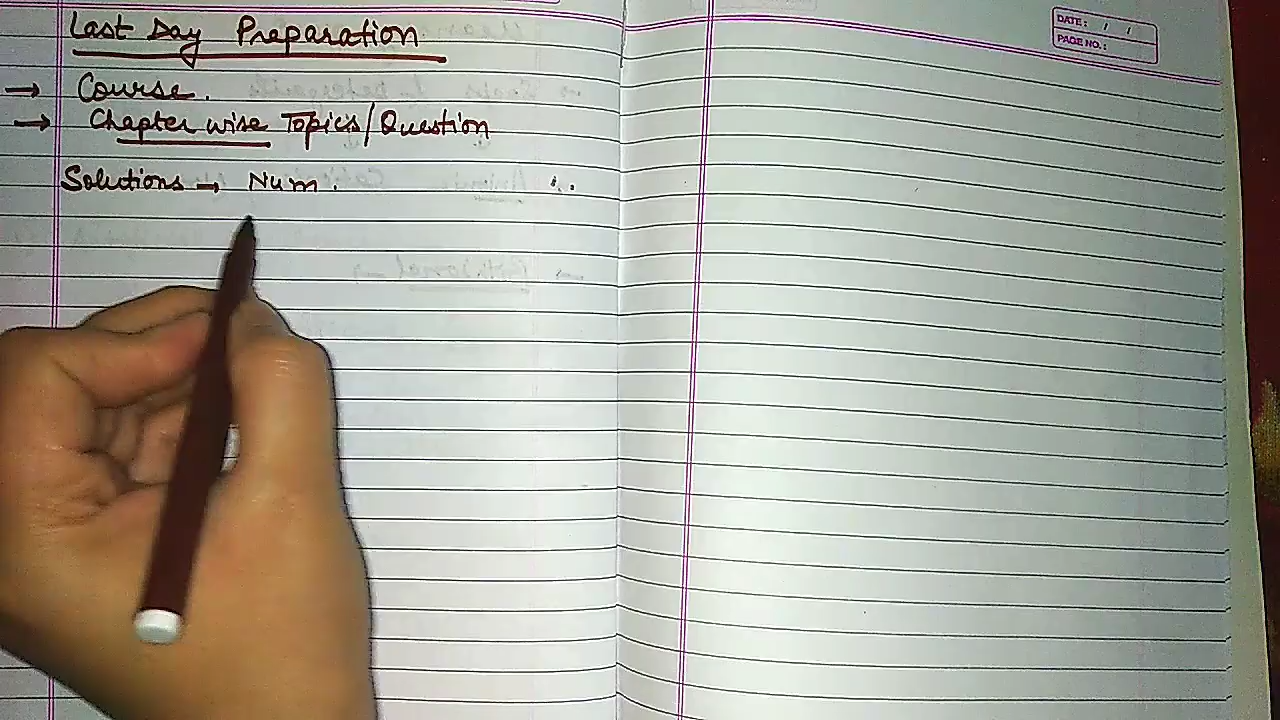 Last Day Preparation
DATE: / /
PAGE NO.:
→ Course.
→ Chapter wise Topics/Question
Solutions → Num.